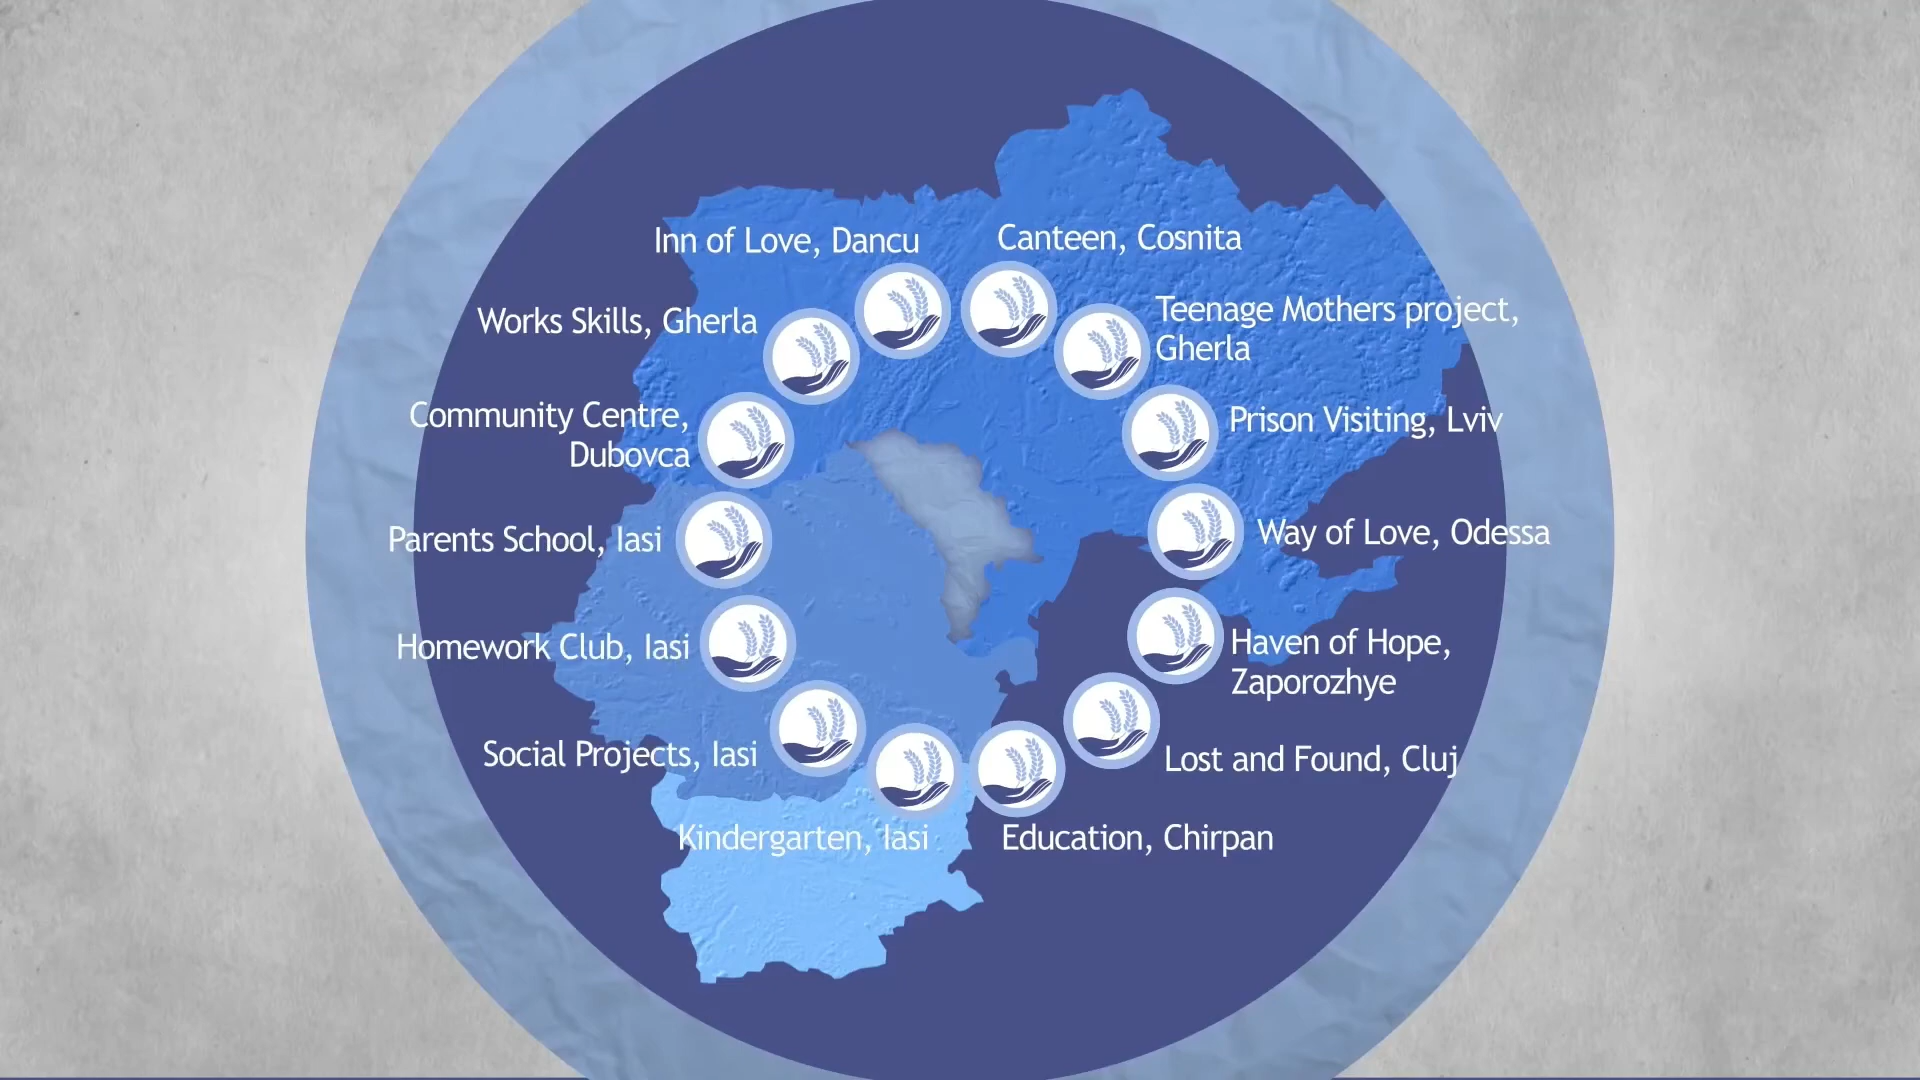 Inn of Love, Dancu
Canteen, Cosnita
Works Skills, Gherla
Teenage Mothers project,
Gherla
Community Centre,
Dubovca
Prison Visiting, Lviv
Parents School, Iasi
Way of Love, Odessa
Homework Club, Iasi
Haven of Hope,
Zaporozhye
Social Projects, Iasi
Lost and Found, Cluj
Kindergarten, Iasi
Education, Chirpan